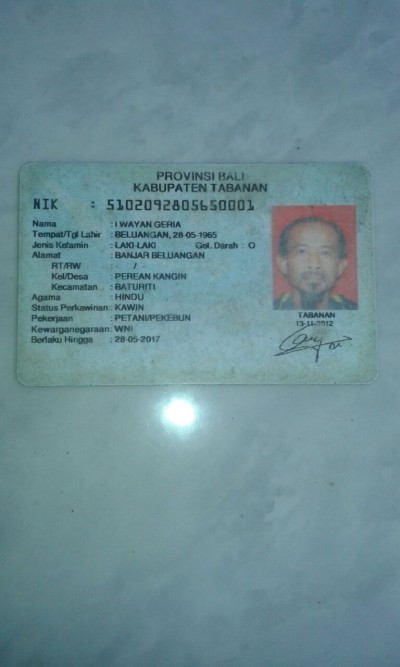 PROVINSI BALI
KABUPATEN TABANAN
NIK : 5102092805650001
Nama : I WAYAN GERIA
Tempat/Tgl Lahir : BELUANGAN, 28-05-1965
Jenis Kelamin : LAKI-LAKI Gol. Darah : O
Alamat : BANJAR BELUANGAN
RT/RW : /
Kel/Desa : PEREAN KANGIN
Kecamatan : BATURITI
Agama : HINDU
Status Perkawinan: KAWIN
Pekerjaan : PETANI/PEKEBUN
Kewarganegaraan: WNI
Berlaku Hingga : 28-05-2017
TABANAN
13-11-2012